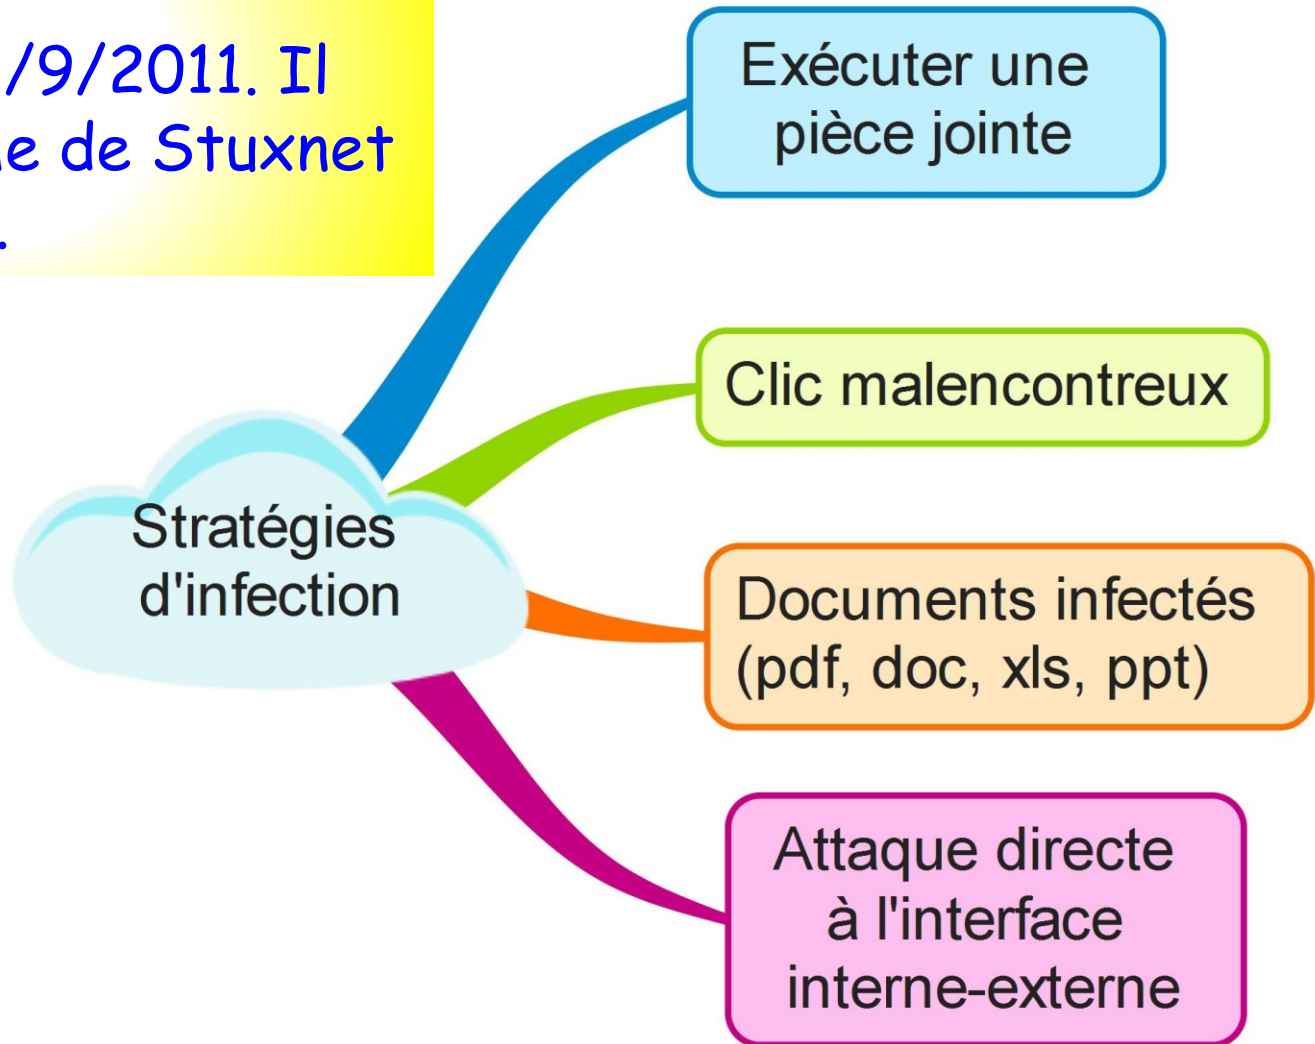 /9/2011. Il
e de Stuxnet
.
Exécuter une
pièce jointe
Clic malencontreux
Stratégies
d'infection
Documents infectés
(pdf, doc, xls, ppt)
Attaque directe
à l'interface
interne-externe